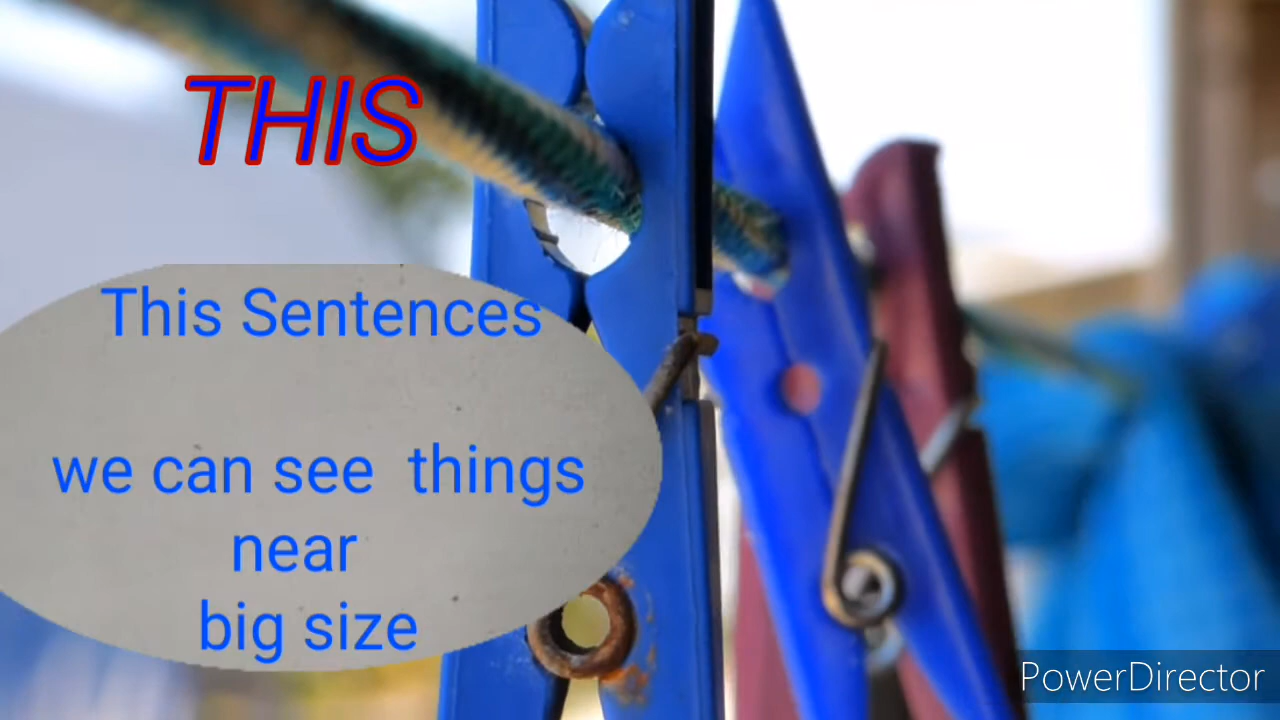 THIS
This Sentences
we can see things
near
big size
PowerDirector